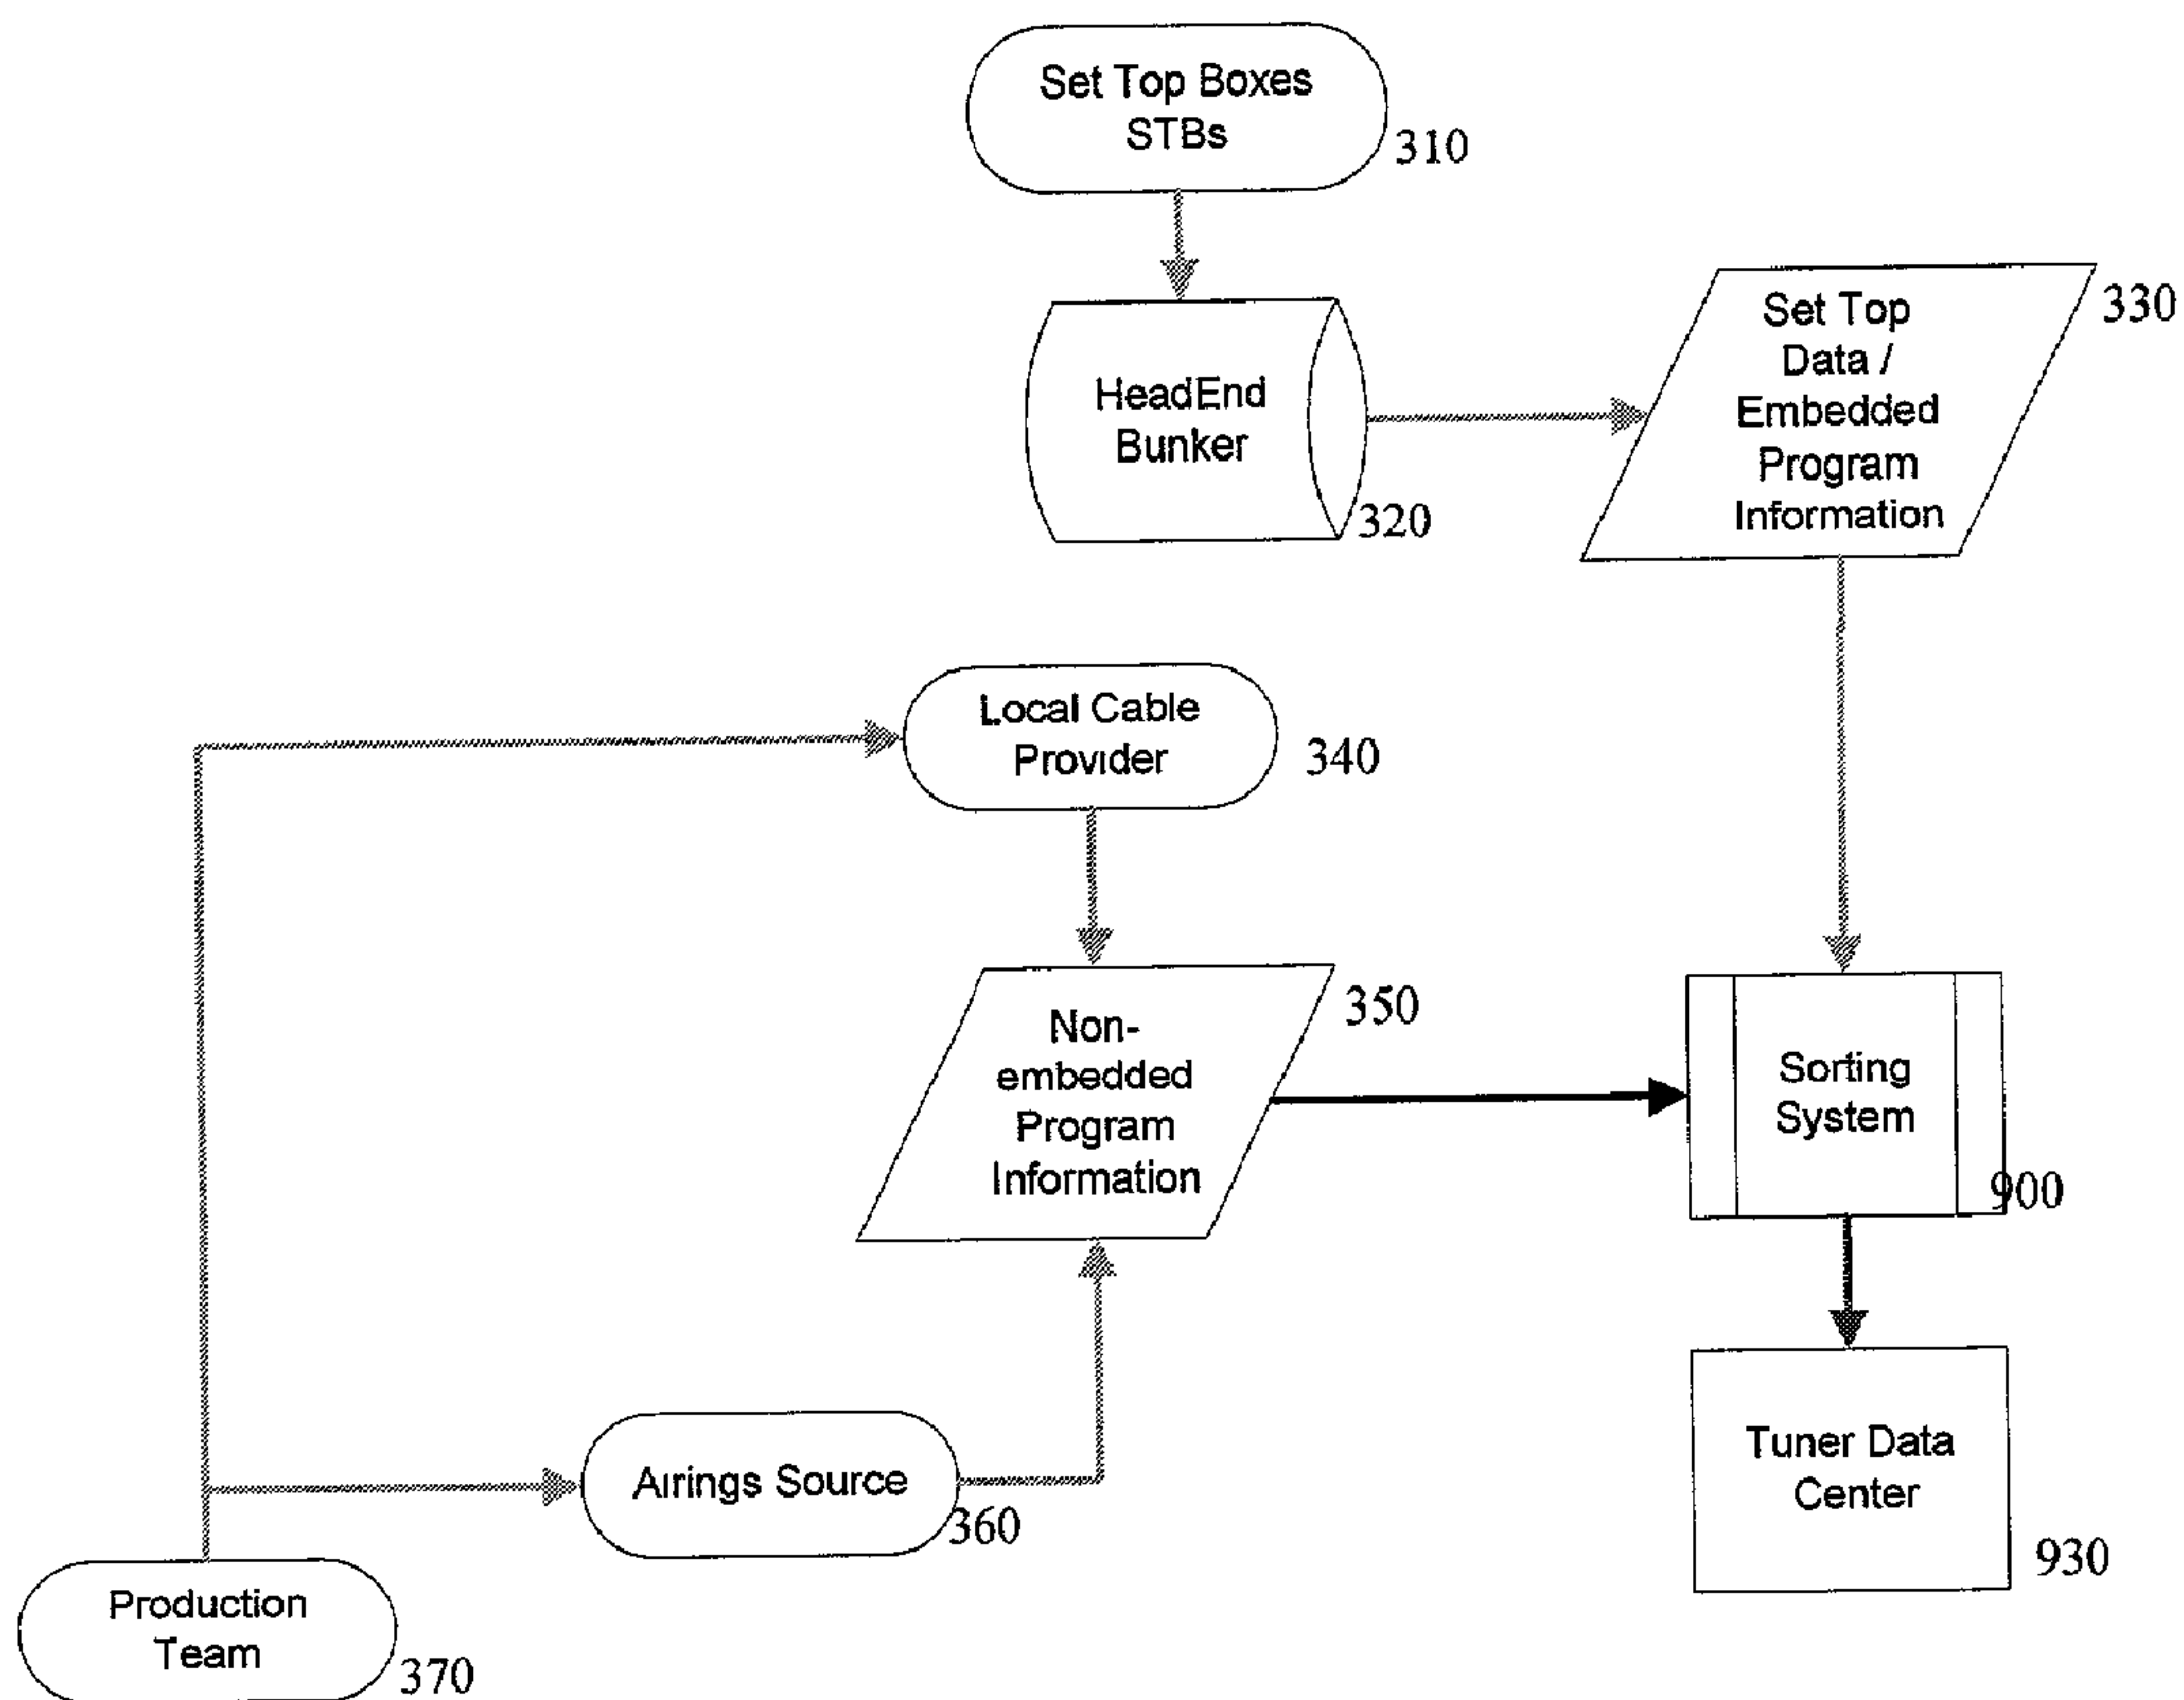 Set Top Boxes
STBs
310
HeadEnd
Bunker
320
Set Top
Data /
Embedded
Program
Information
330
Local Cable
Provider
340
Non-
embedded
Program
Information
350
Sorting
System
900
Airings Source
360
Tuner Data
Center
930
Production
Team
370